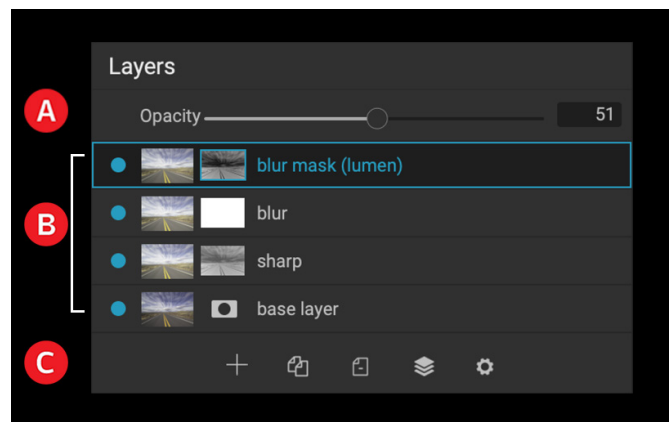 Layers
A
Opacity 51
blur mask (lumen)
B
blur
sharp
base layer
C